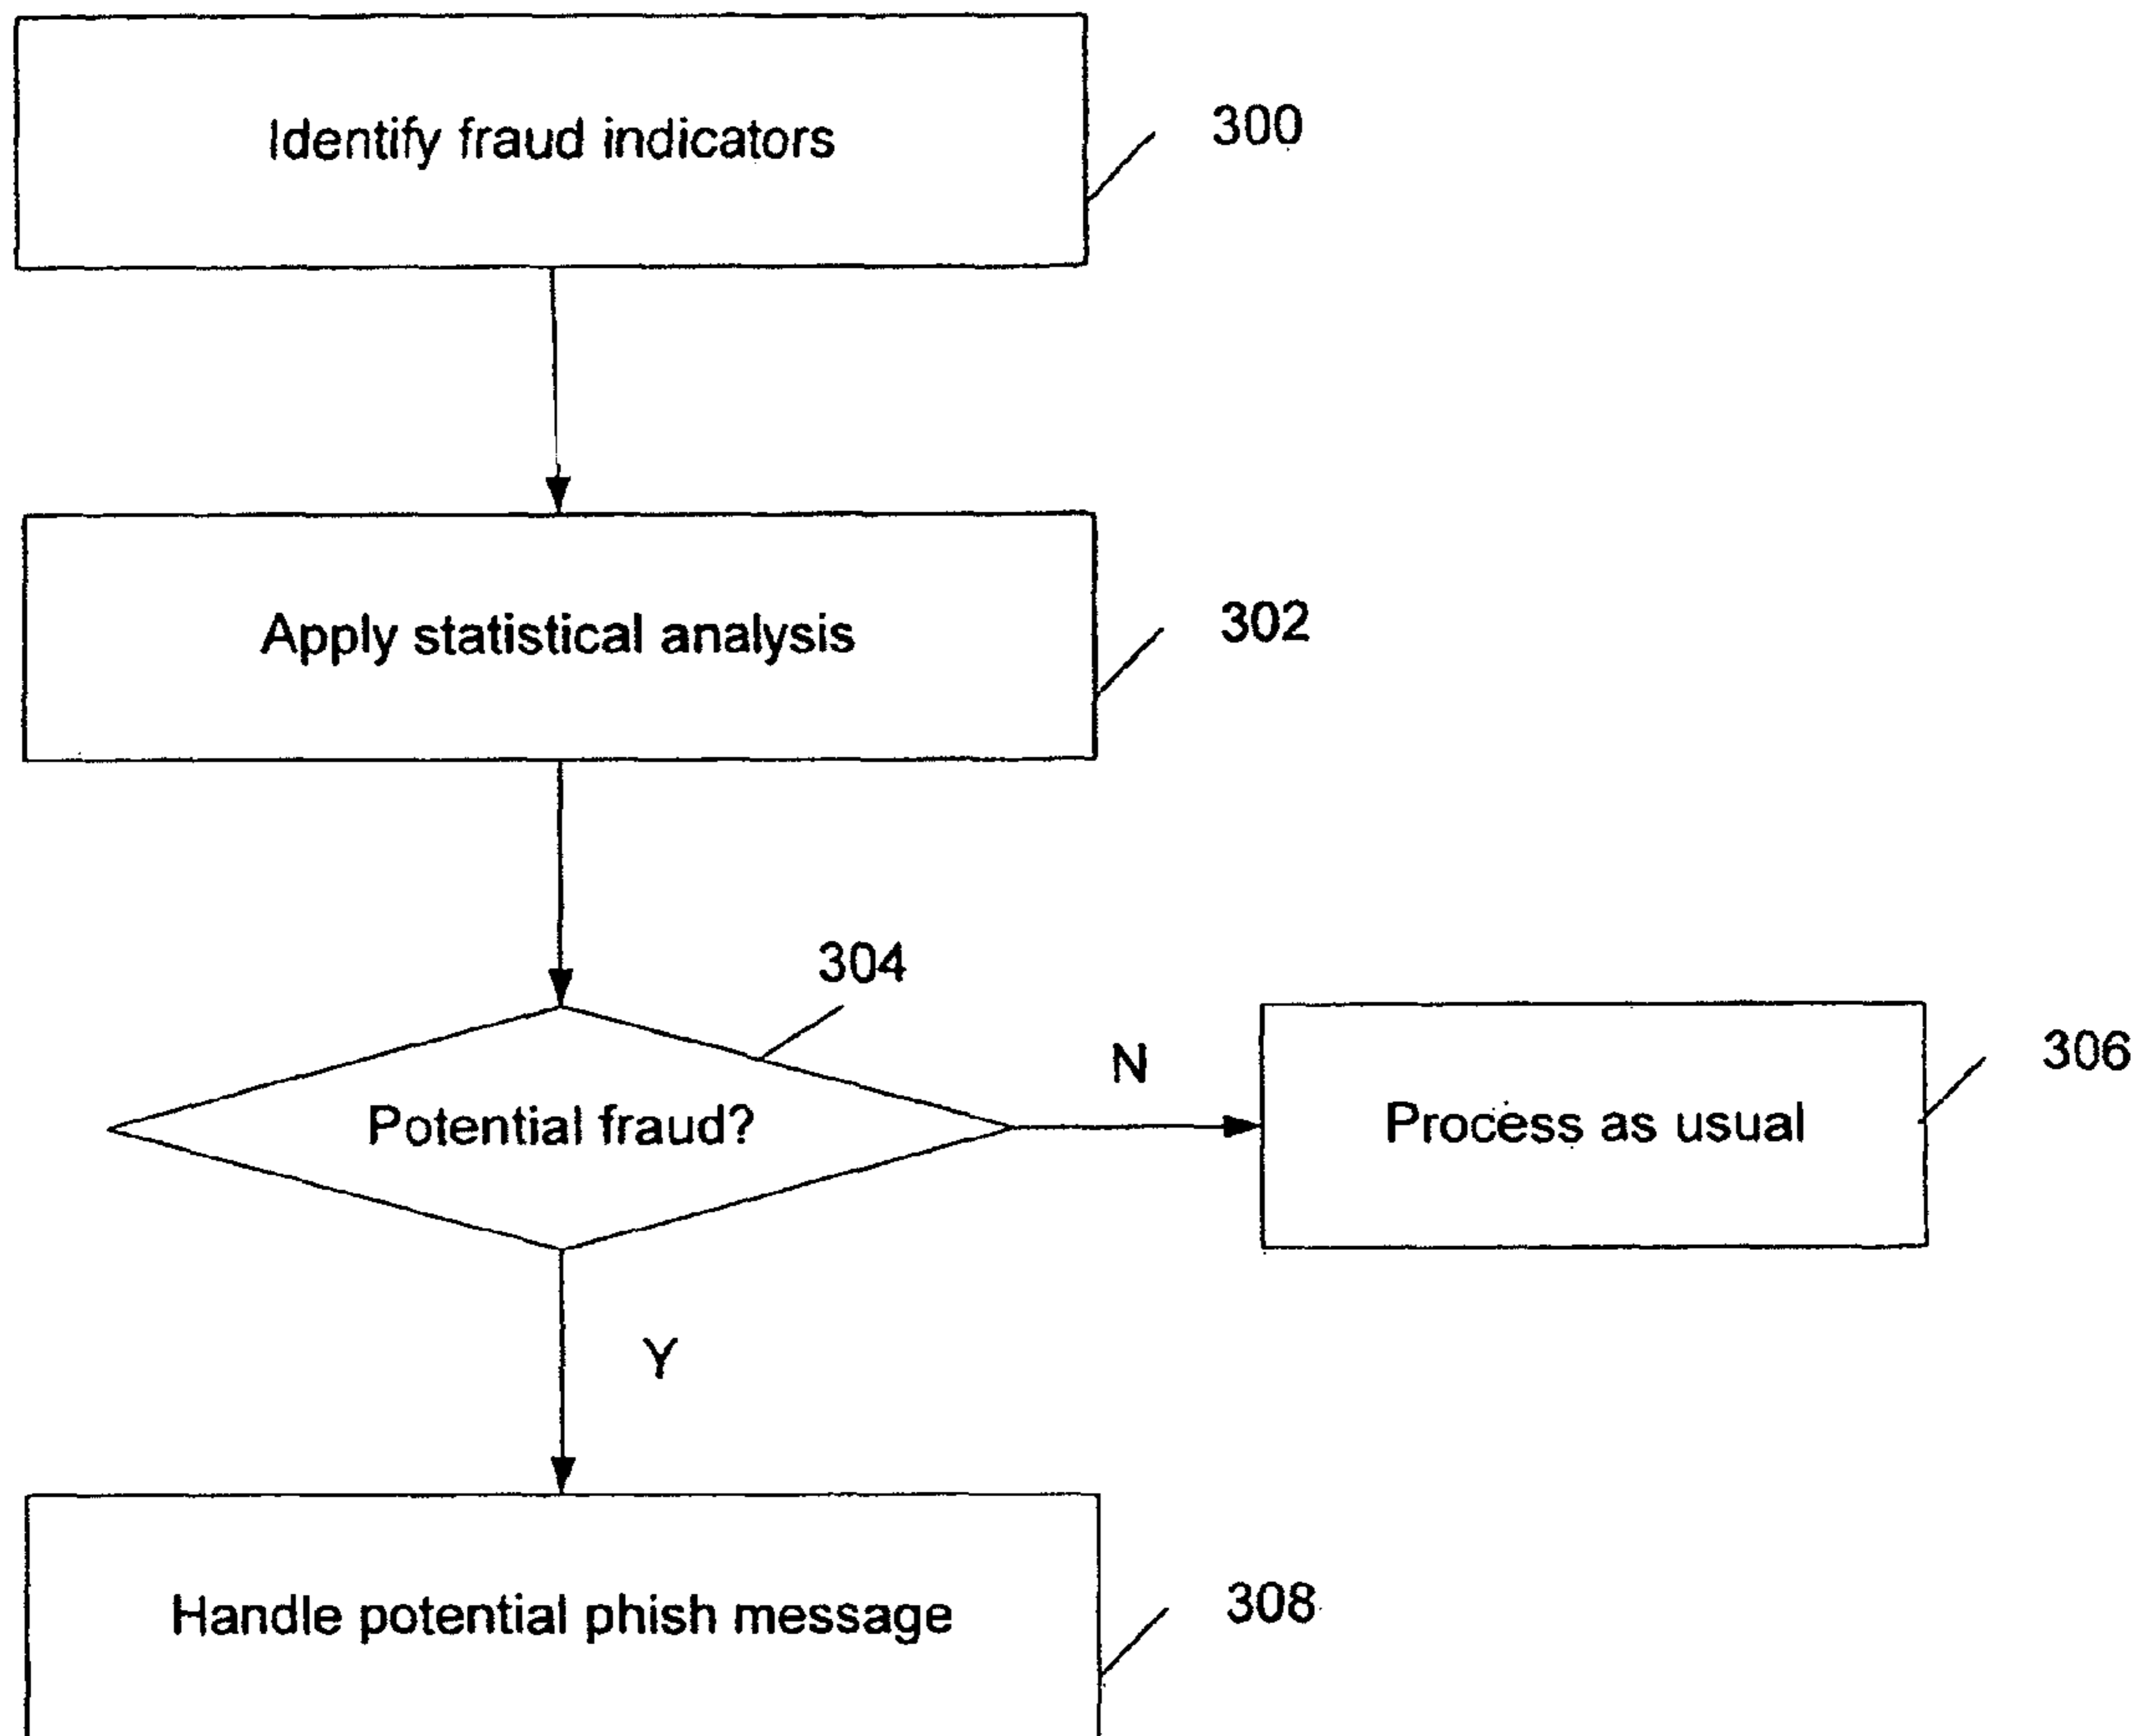 Identify fraud indicators
300
Apply statistical analysis
302
304
Potential fraud?
N
Process as usual
306
Y
Handle potential phish message
308